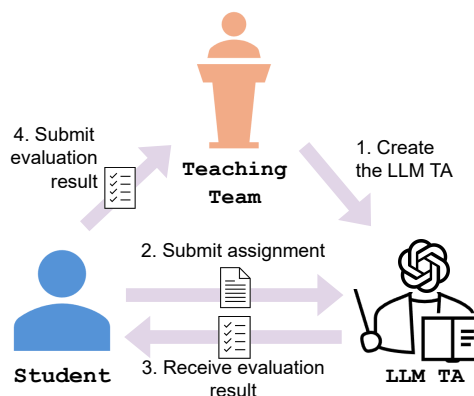 4. Submit
evaluation
result
1. Create
the LLM TA
Teaching
Team
2. Submit assignment
3. Receive evaluation
result
Student
LLM TA